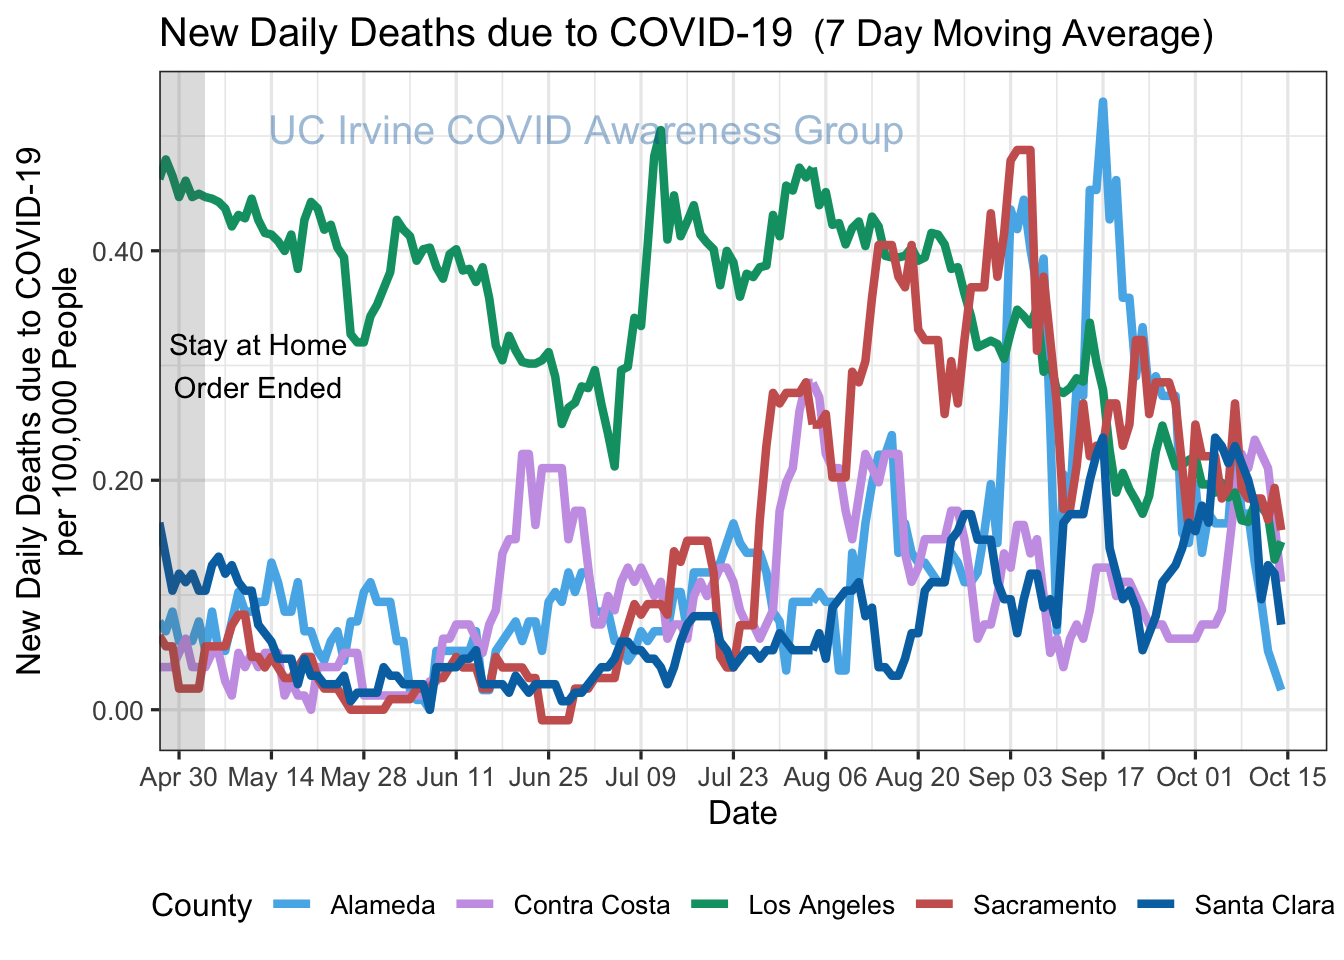 New Daily Deaths due to COVID-19 (7 Day Moving Average)
UC Irvine COVID Awareness Group
New Daily Deaths due to COVID-19
per 100,000 People
0.40
0.20
0.00
Stay at Home
Order Ended
Apr 30 May 14 May 28 Jun 11 Jun 25 Jul 09 Jul 23 Aug 06 Aug 20 Sep 03 Sep 17 Oct 01 Oct 15
Date
County Alameda Contra Costa Los Angeles Sacramento Santa Clara